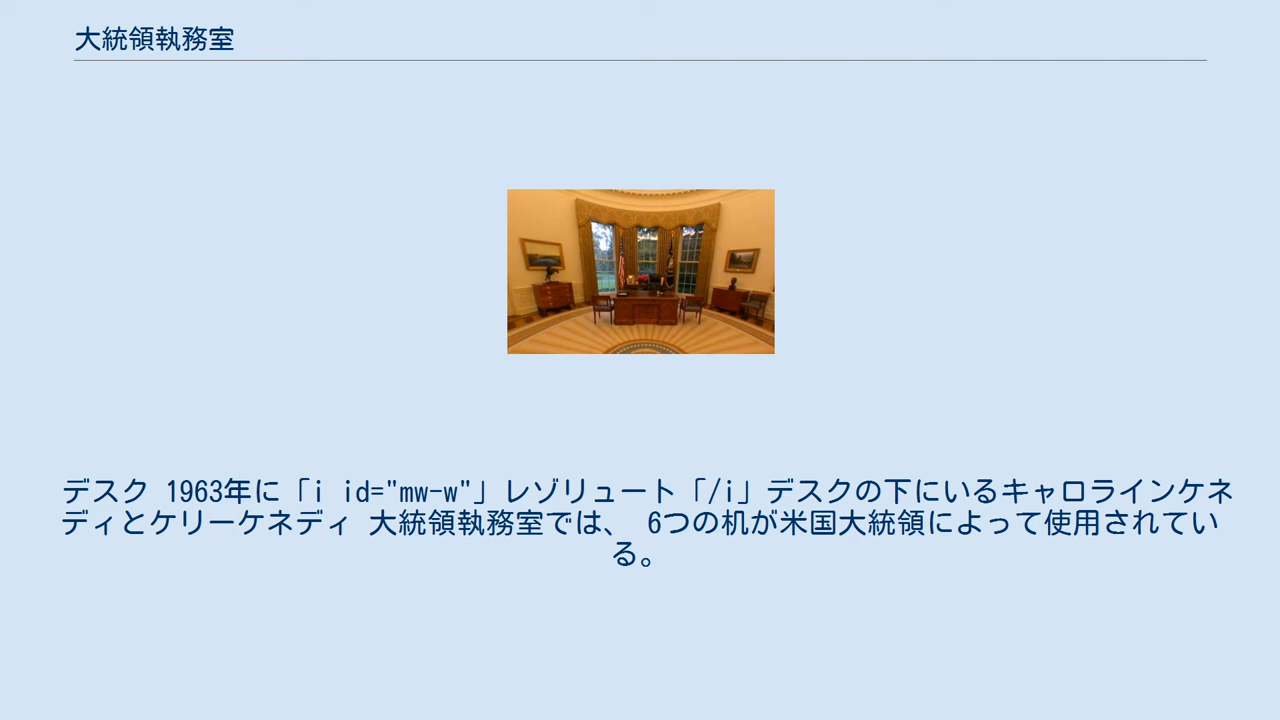 大統領執務室
デスク 1963年に「i id="mw-w"」レゾリュート「/i」デスクの下にいるキャロラインケネ
ディとケリーケネディ 大統領執務室では、 6つの机が米国大統領によって使用されてい
る。